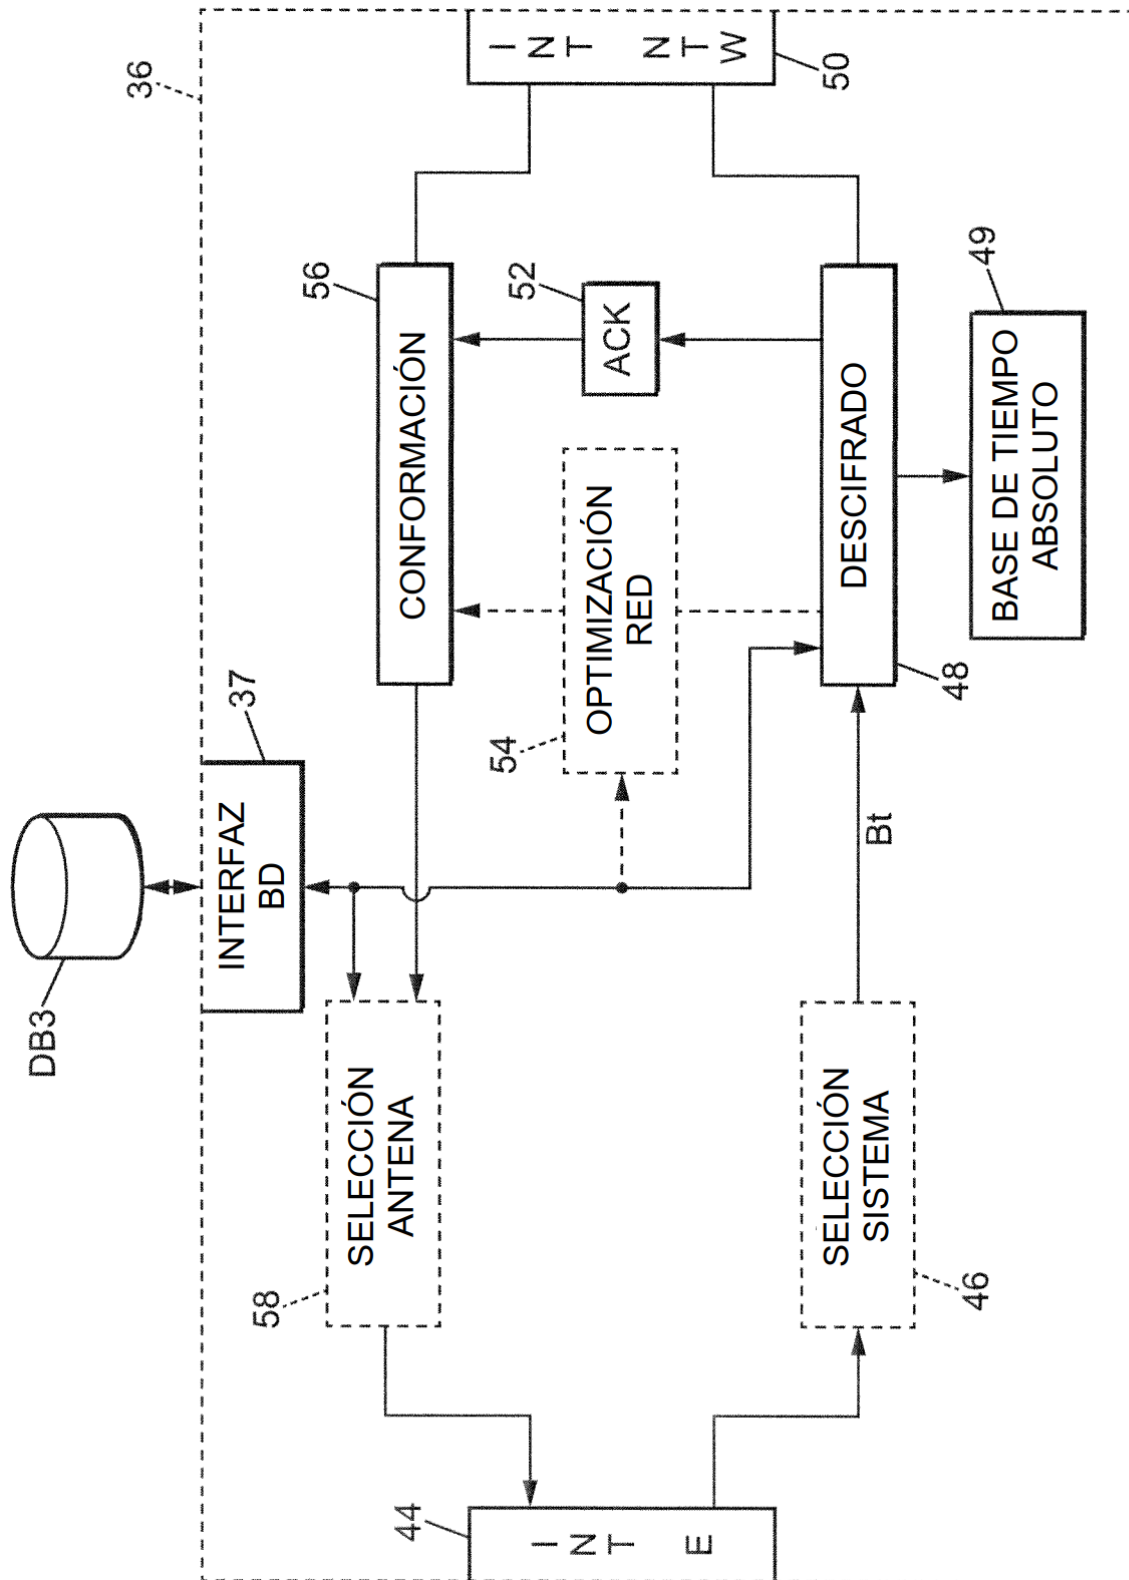 DB3
36
37
INTERFAZ
BD
58
SELECCIÓN
ANTENA
56
CONFORMACIÓN
44
INT
E
54
OPTIMIZACIÓN
RED
52
ACK
INT
NTW
50
SELECCIÓN
SISTEMA
46
Bt
DESCIFRADO
48
49
BASE DE TIEMPO
ABSOLUTO